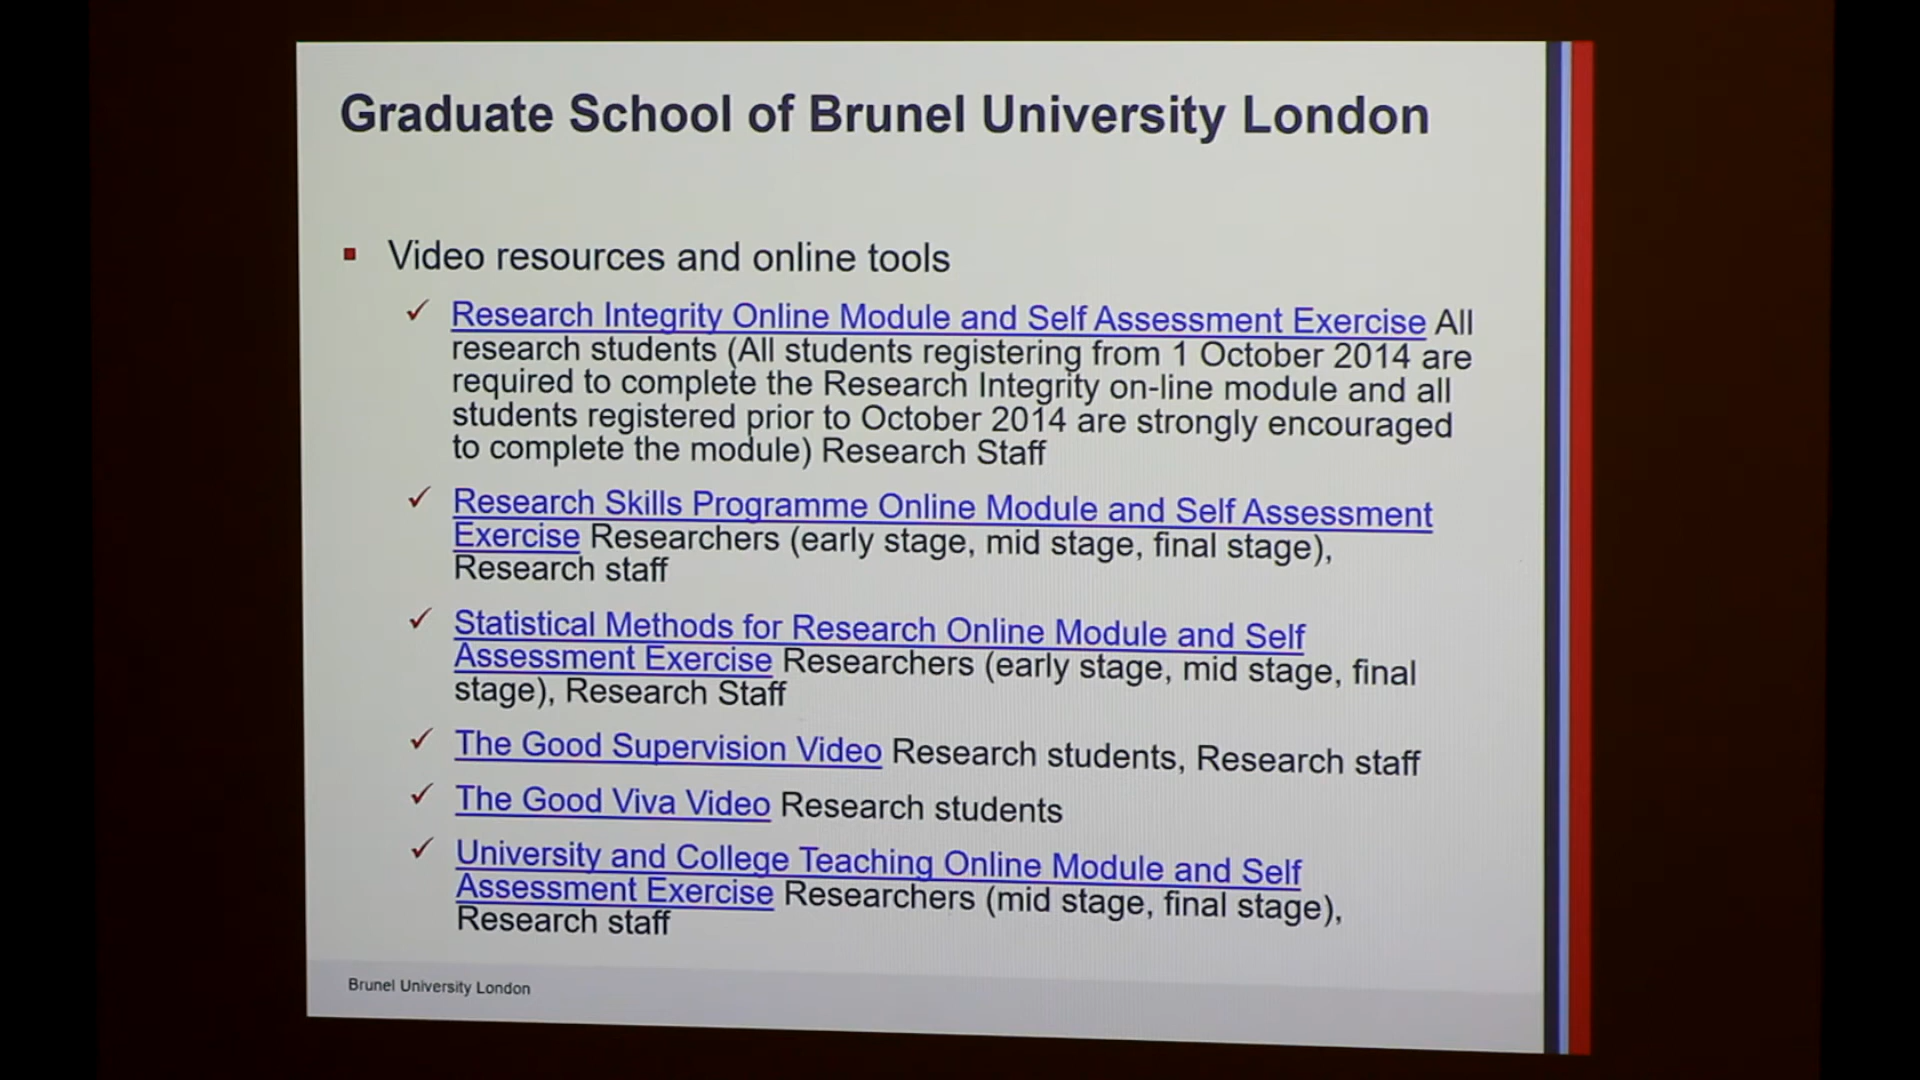 Graduate School of Brunel University London
Video resources and online tools
Research Integrity Online Module and Self Assessment Exercise All
research students (All students registering from 1 October 2014 are
required to complete the Research Integrity on-line module and all
students registered prior to October 2014 are strongly encouraged
to complete the module) Research Staff
Research Skills Programme Online Module and Self Assessment
Exercise Researchers (early stage, mid stage, final stage),
Research staff
Statistical Methods for Research Online Module and Self
Assessment Exercise Researchers (early stage, mid stage, final
stage), Research Staff
The Good Supervision Video Research students, Research staff
The Good Viva Video Research students
University and College Teaching Online Module and Self
Assessment Exercise Researchers (mid stage, final stage),
Research staff
Brunel University London